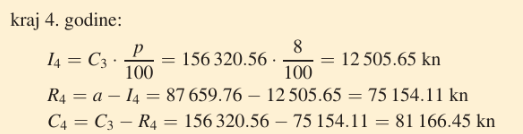 kraj 4. godine:
I₄ = C₃ · p/100 = 156 320.56 · 8/100 = 12 505.65 kn
R₄ = a − I₄ = 87 659.76 − 12 505.65 = 75 154.11 kn
C₄ = C₃ − R₄ = 156 320.56 − 75 154.11 = 81 166.45 kn